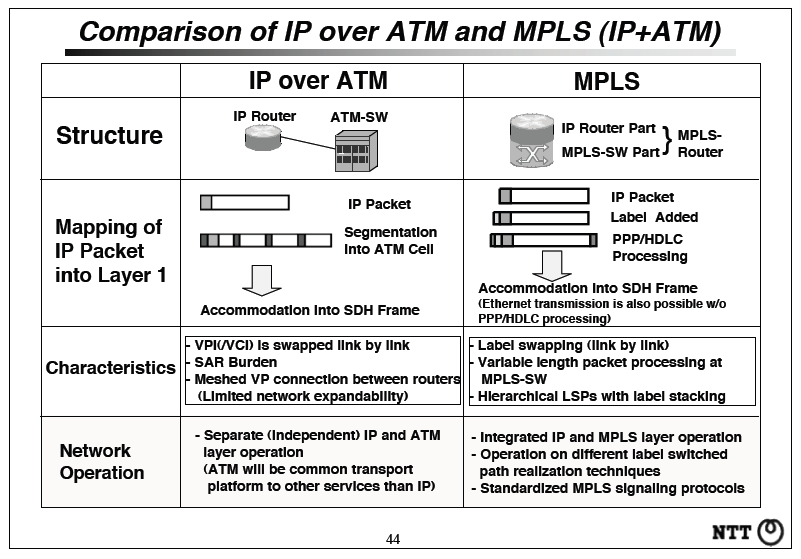 Comparison of IP over ATM and MPLS (IP+ATM)
IP over ATM
MPLS
Structure
IP Router
ATM-SW
IP Router Part
MPLS-SW Part
}
MPLS-
Router
Mapping of
IP Packet
into Layer 1
IP Packet
Segmentation
into ATM Cell
Accommodation into SDH Frame
IP Packet
Label Added
PPP/HDLC
Processing
Accommodation into SDH Frame
(Ethernet transmission is also possible w/o
PPP/HDLC processing)
Characteristics
- VPI(/VCI) is swapped link by link
- SAR Burden
- Meshed VP connection between routers
(Limited network expandability)
- Label swapping (link by link)
- Variable length packet processing at
MPLS-SW
- Hierarchical LSPs with label stacking
Network
Operation
- Separate (independent) IP and ATM
layer operation
(ATM will be common transport
platform to other services than IP)
- Integrated IP and MPLS layer operation
- Operation on different label switched
path realization techniques
- Standardized MPLS signaling protocols
44
NTT